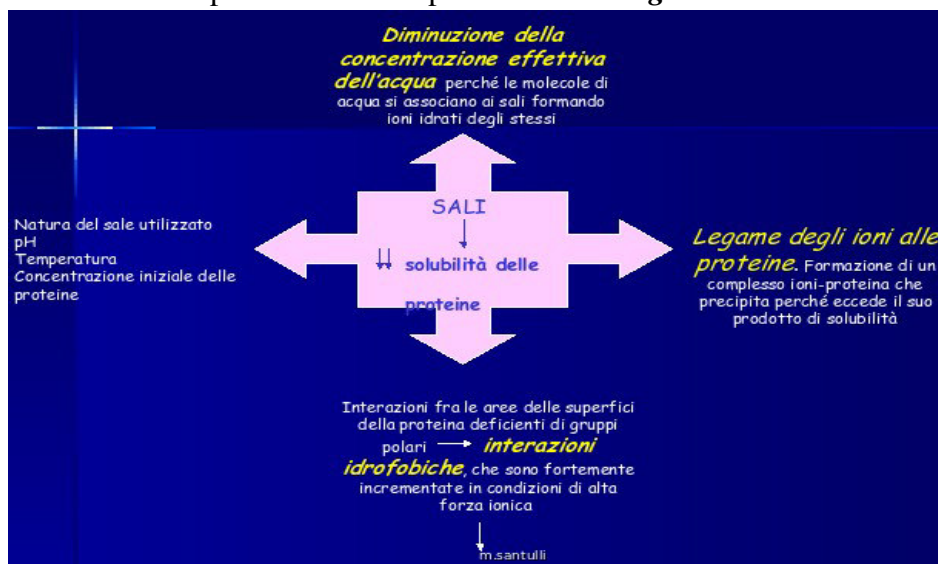 Diminuzione della
concentrazione effettiva
dell'acqua perché le molecole di
acqua si associano ai sali formando
ioni idrati degli stessi
SALI
solubilità delle
proteine
Natura del sale utilizzato
pH
Temperatura
Concentrazione iniziale delle
proteine
Legame degli ioni alle
proteine. Formazione di un
complesso ioni-proteina che
precipita perché eccede il suo
prodotto di solubilità
Interazioni fra le aree delle superfici
della proteina deficienti di gruppi
polari → interazioni
idrofobiche, che sono fortemente
incrementate in condizioni di alta
forza ionica
m.santulli